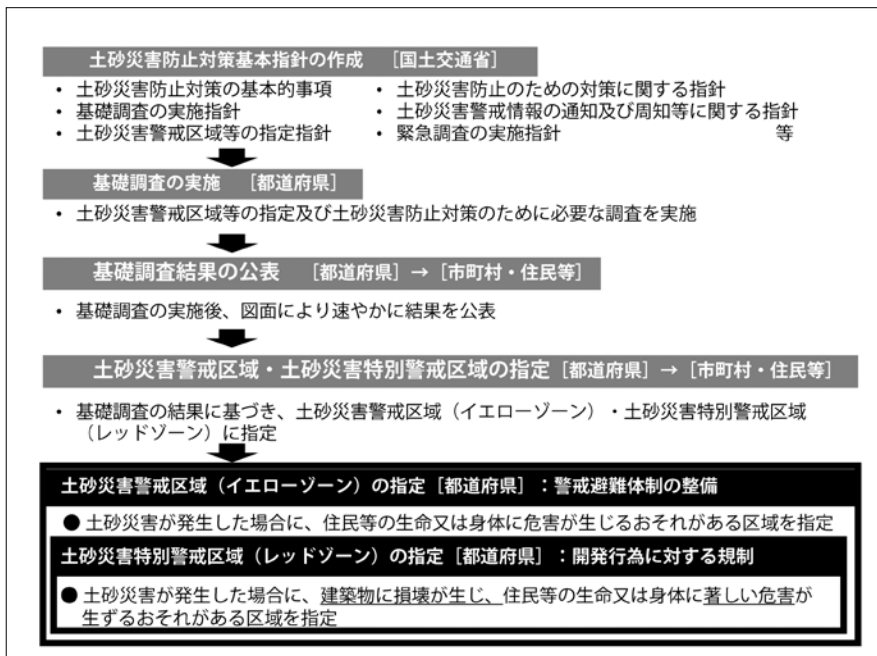 土砂災害防止対策基本指針の作成 ［国土交通省］
・ 土砂災害防止対策の基本的事項 ・ 土砂災害防止のための対策に関する指針
・ 基礎調査の実施指針 ・ 土砂災害警戒情報の通知及び周知等に関する指針
・ 土砂災害警戒区域等の指定指針 ・ 緊急調査の実施指針 等
基礎調査の実施 ［都道府県］
・ 土砂災害警戒区域等の指定及び土砂災害防止対策のために必要な調査を実施
基礎調査結果の公表 ［都道府県］→［市町村・住民等］
・ 基礎調査の実施後、図面により速やかに結果を公表
土砂災害警戒区域・土砂災害特別警戒区域の指定［都道府県］→［市町村・住民等］
・ 基礎調査の結果に基づき、土砂災害警戒区域（イエローゾーン）・土砂災害特別警戒区域
（レッドゾーン）に指定
土砂災害警戒区域（イエローゾーン）の指定［都道府県］：警戒避難体制の整備
● 土砂災害が発生した場合に、住民等の生命又は身体に危害が生じるおそれがある区域を指定
土砂災害特別警戒区域（レッドゾーン）の指定［都道府県］：開発行為に対する規制
● 土砂災害が発生した場合に、建築物に損壊が生じ、住民等の生命又は身体に著しい危害が
生ずるおそれがある区域を指定